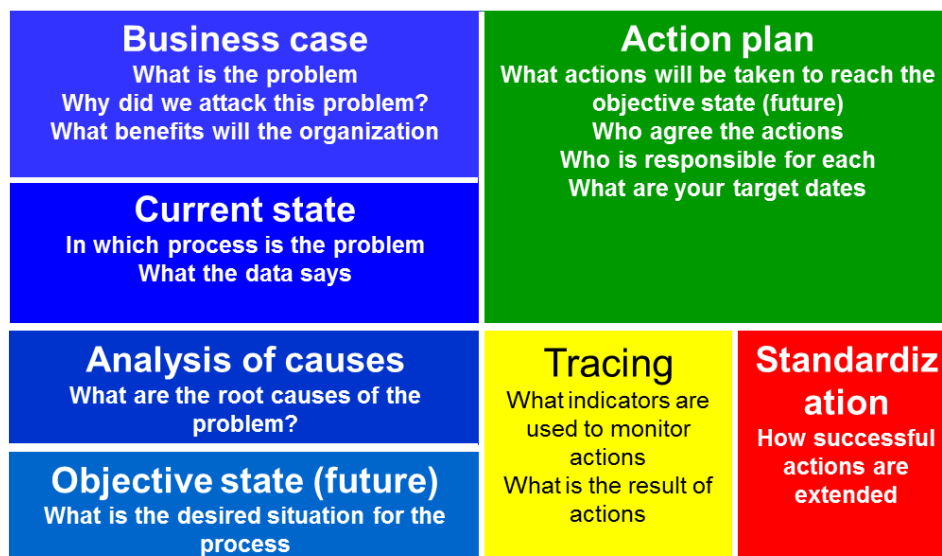 Business case
What is the problem
Why did we attack this problem?
What benefits will the organization
Current state
In which process is the problem
What the data says
Analysis of causes
What are the root causes of the
problem?
Objective state (future)
What is the desired situation for the
process
Action plan
What actions will be taken to reach the
objective state (future)
Who agree the actions
Who is responsible for each
What are your target dates
Tracing
What indicators are
used to monitor
actions
What is the result of
actions
Standardiz
ation
How successful
actions are
extended